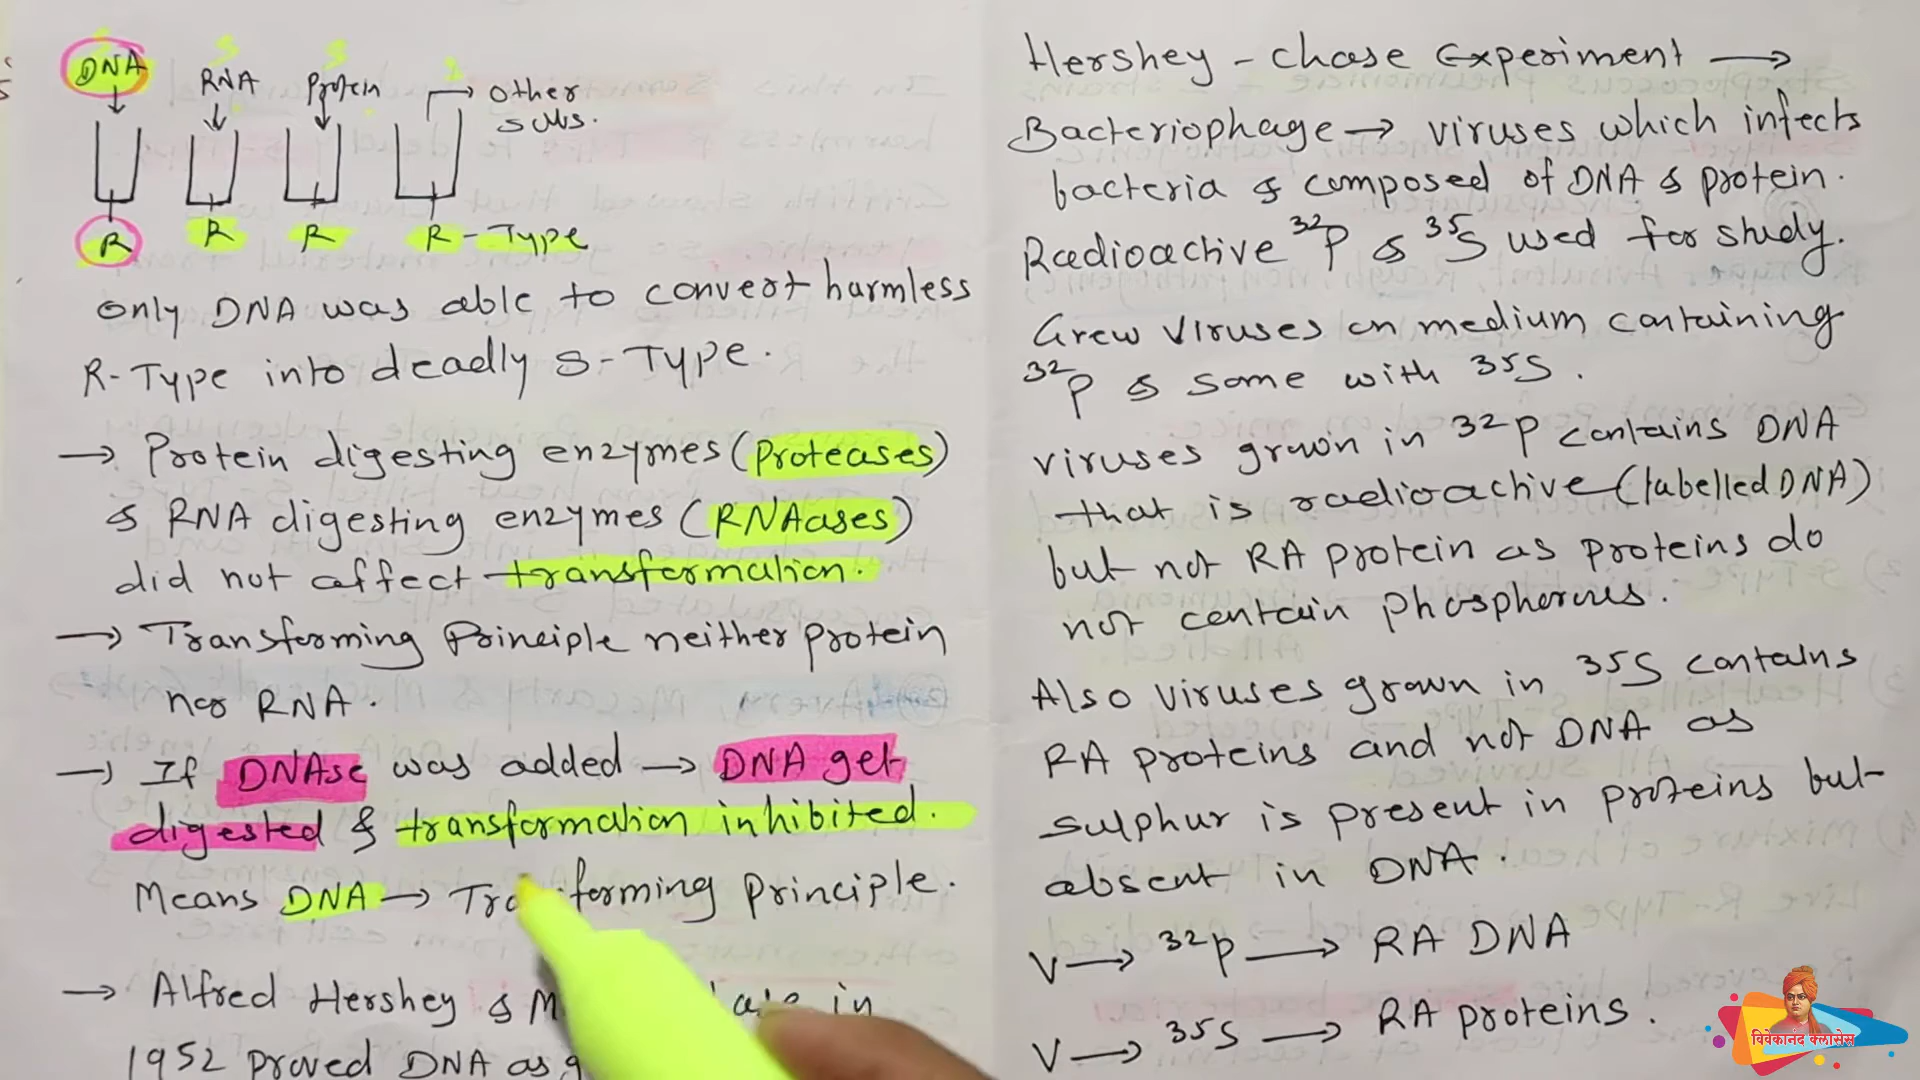 DNA RNA Protein Other
subs.
R R R R-Type
Only DNA was able to convert harmless
R-Type into deadly S-Type.
→ Protein digesting enzymes (Proteases)
& RNA digesting enzymes (RNAases)
did not affect transformation.
→ Transforming Principle neither protein
nor RNA.
→ If DNAse was added → DNA get
digested & transformation inhibited.
Means DNA → forming principle.
→ Alfred Hershey & in
1952 proved DNA as
Hershey - chase Experiment →
Bacteriophage → viruses which infects
bacteria & composed of DNA & protein.
Radioactive ³²P & ³⁵S used for study.
Grew viruses on medium containing
³²P & some with ³⁵S.
viruses grown in ³²P contains DNA
that is radioactive (labelled DNA)
but not RA protein as proteins do
not contain phosphorous.
Also viruses grown in ³⁵S contains
RA proteins and not DNA as
sulphur is present in proteins but
absent in DNA.
V → ³²P → RA DNA
V → ³⁵S → RA proteins.
विवेकानंद क्लासेस